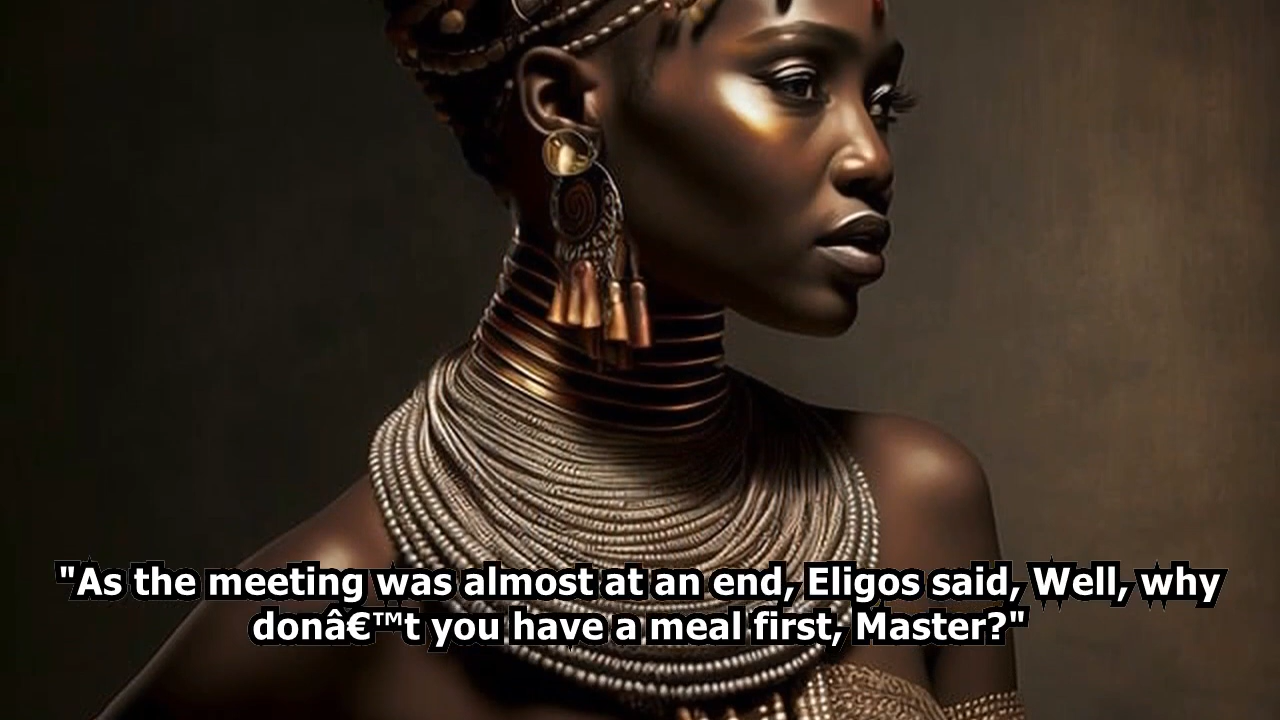 "As the meeting was almost at an end, Eligos said, Well, why
donâ€™t you have a meal first, Master?"